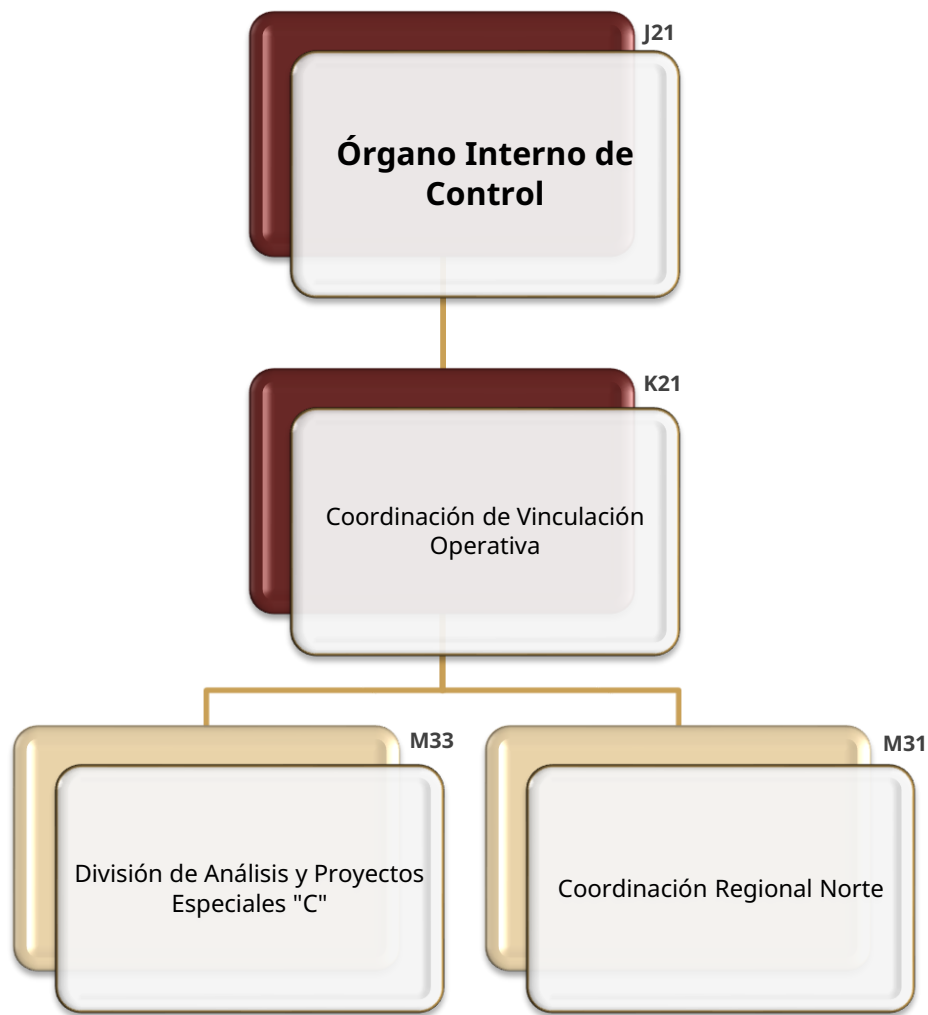 J21
Órgano Interno de
Control
K21
Coordinación de Vinculación
Operativa
M33
División de Análisis y Proyectos
Especiales "C"
M31
Coordinación Regional Norte